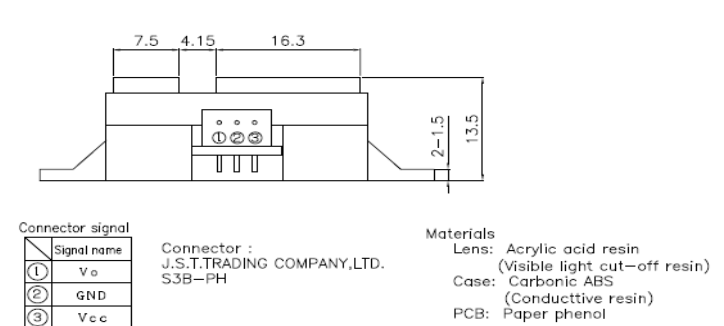 7.5 4.15 16.3
2-1.5
13.5
① ② ③
Connector signal
Signal name
① Vo
② GND
③ Vcc
Connector :
J.S.T.TRADING COMPANY,LTD.
S3B-PH
Materials
Lens: Acrylic acid resin
(Visible light cut-off resin)
Case: Carbonic ABS
(Conducttive resin)
PCB: Paper phenol